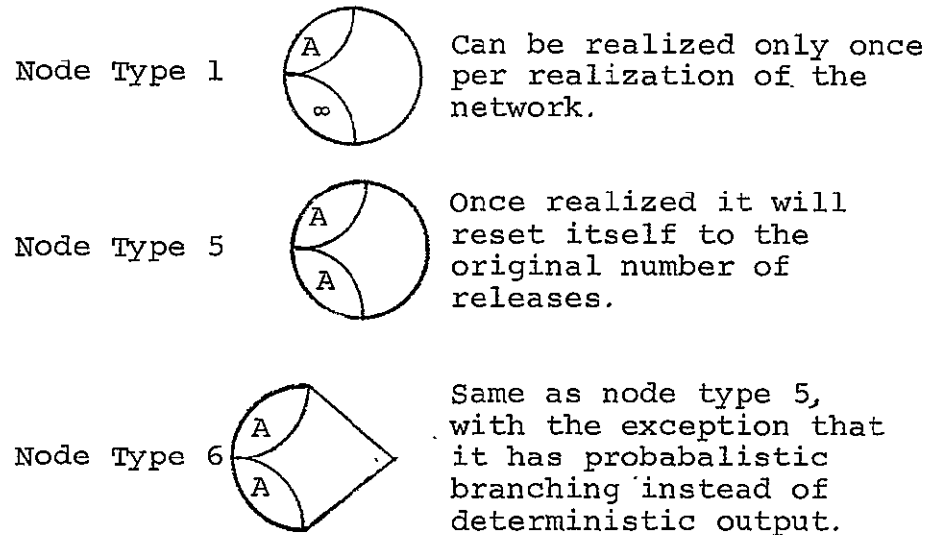 Node Type 1
A
∞
Can be realized only once
per realization of the
network.
Node Type 5
A
A
Once realized it will
reset itself to the
original number of
releases.
Node Type 6
A
A
Same as node type 5,
with the exception that
it has probabalistic
branching instead of
deterministic output.